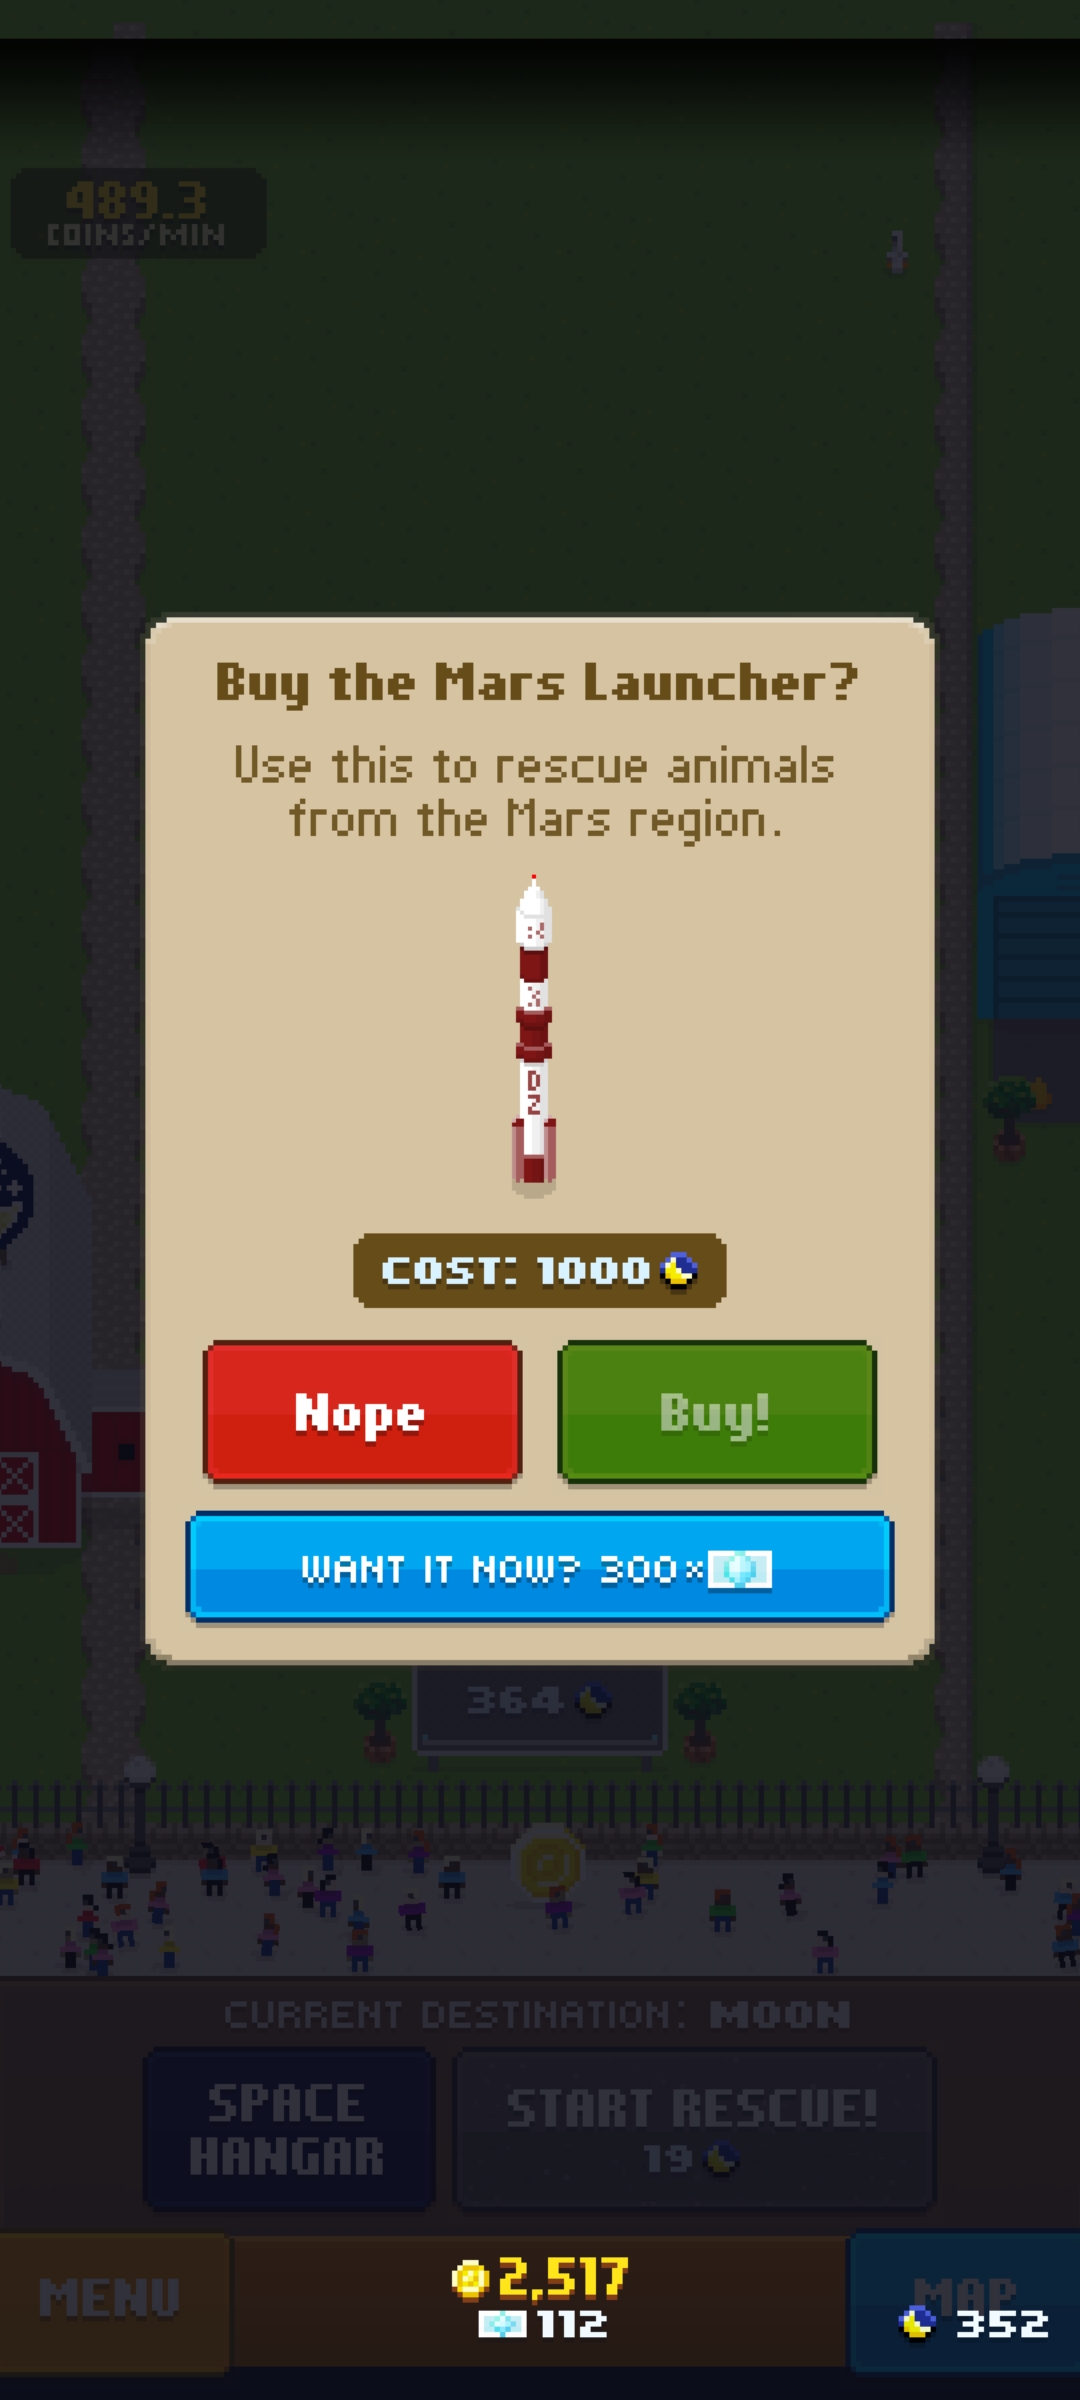 489.3
COINS/MIN
Buy the Mars Launcher?
Use this to rescue animals
from the Mars region.
D
2
COST: 1000
Nope
Buy!
WANT IT NOW? 300×
364
CURRENT DESTINATION: MOON
SPACE
HANGAR
START RESCUE!
19
MENU
2,517
112
MAP
352